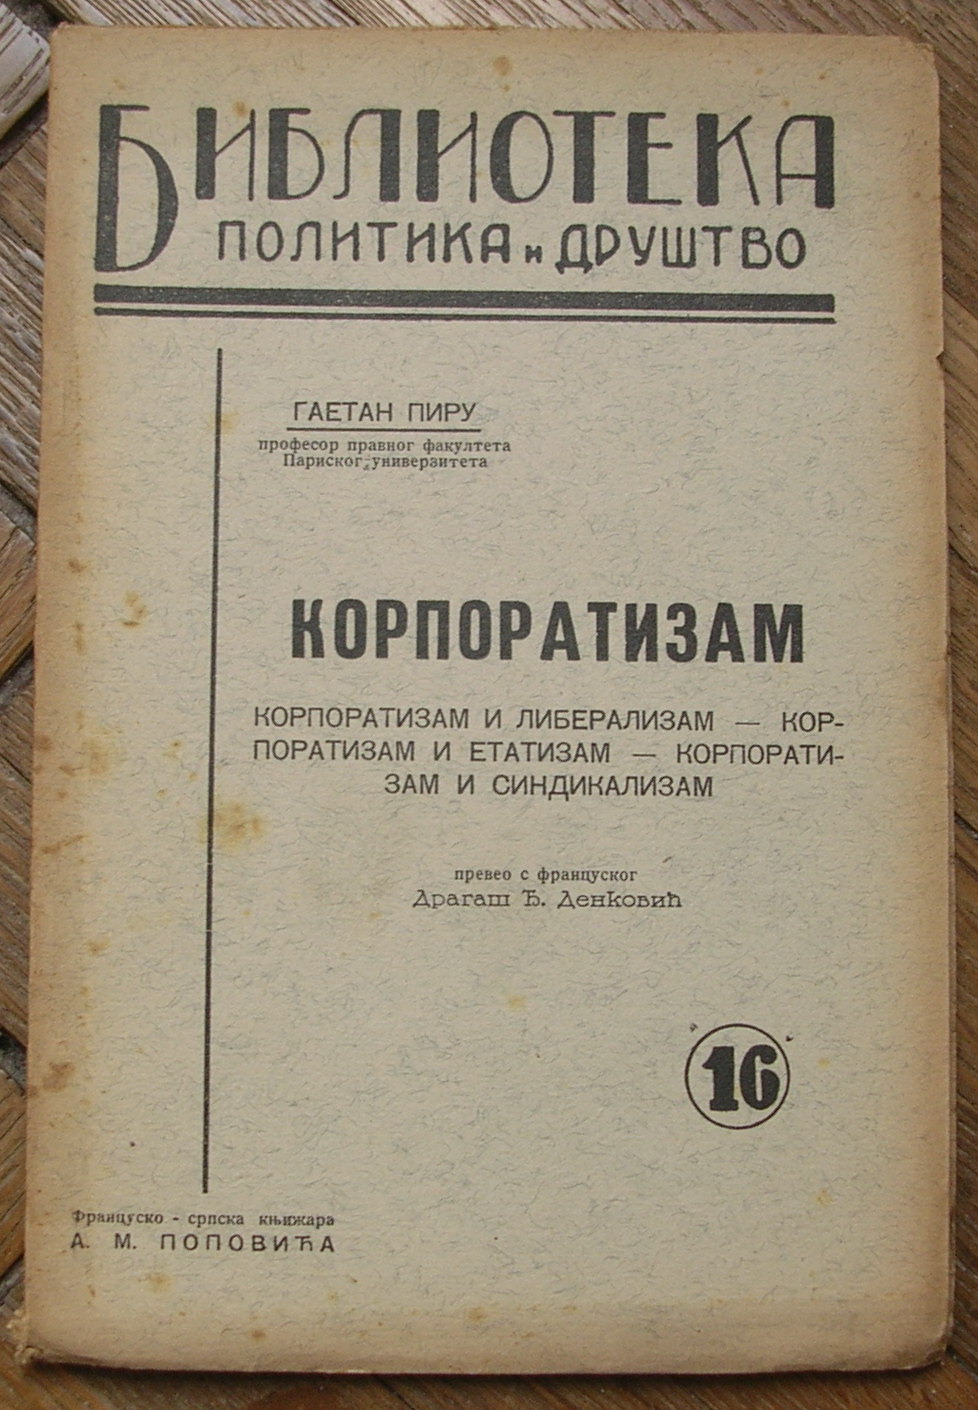 БИБЛИОТЕКА
ПОЛИТИКА и ДРУШТВО
ГАЕТАН ПИРУ
професор правног факултета
Париског универзитета
КОРПОРАТИЗАМ
КОРПОРАТИЗАМ И ЛИБЕРАЛИЗАМ — КОР-
ПОРАТИЗАМ И ЕТАТИЗАМ — КОРПОРАТИ-
ЗАМ И СИНДИКАЛИЗАМ
превео с француског
Драгаш Ђ. Денковић
16
Француско - српска књижара
А. М. ПОПОВИЋА